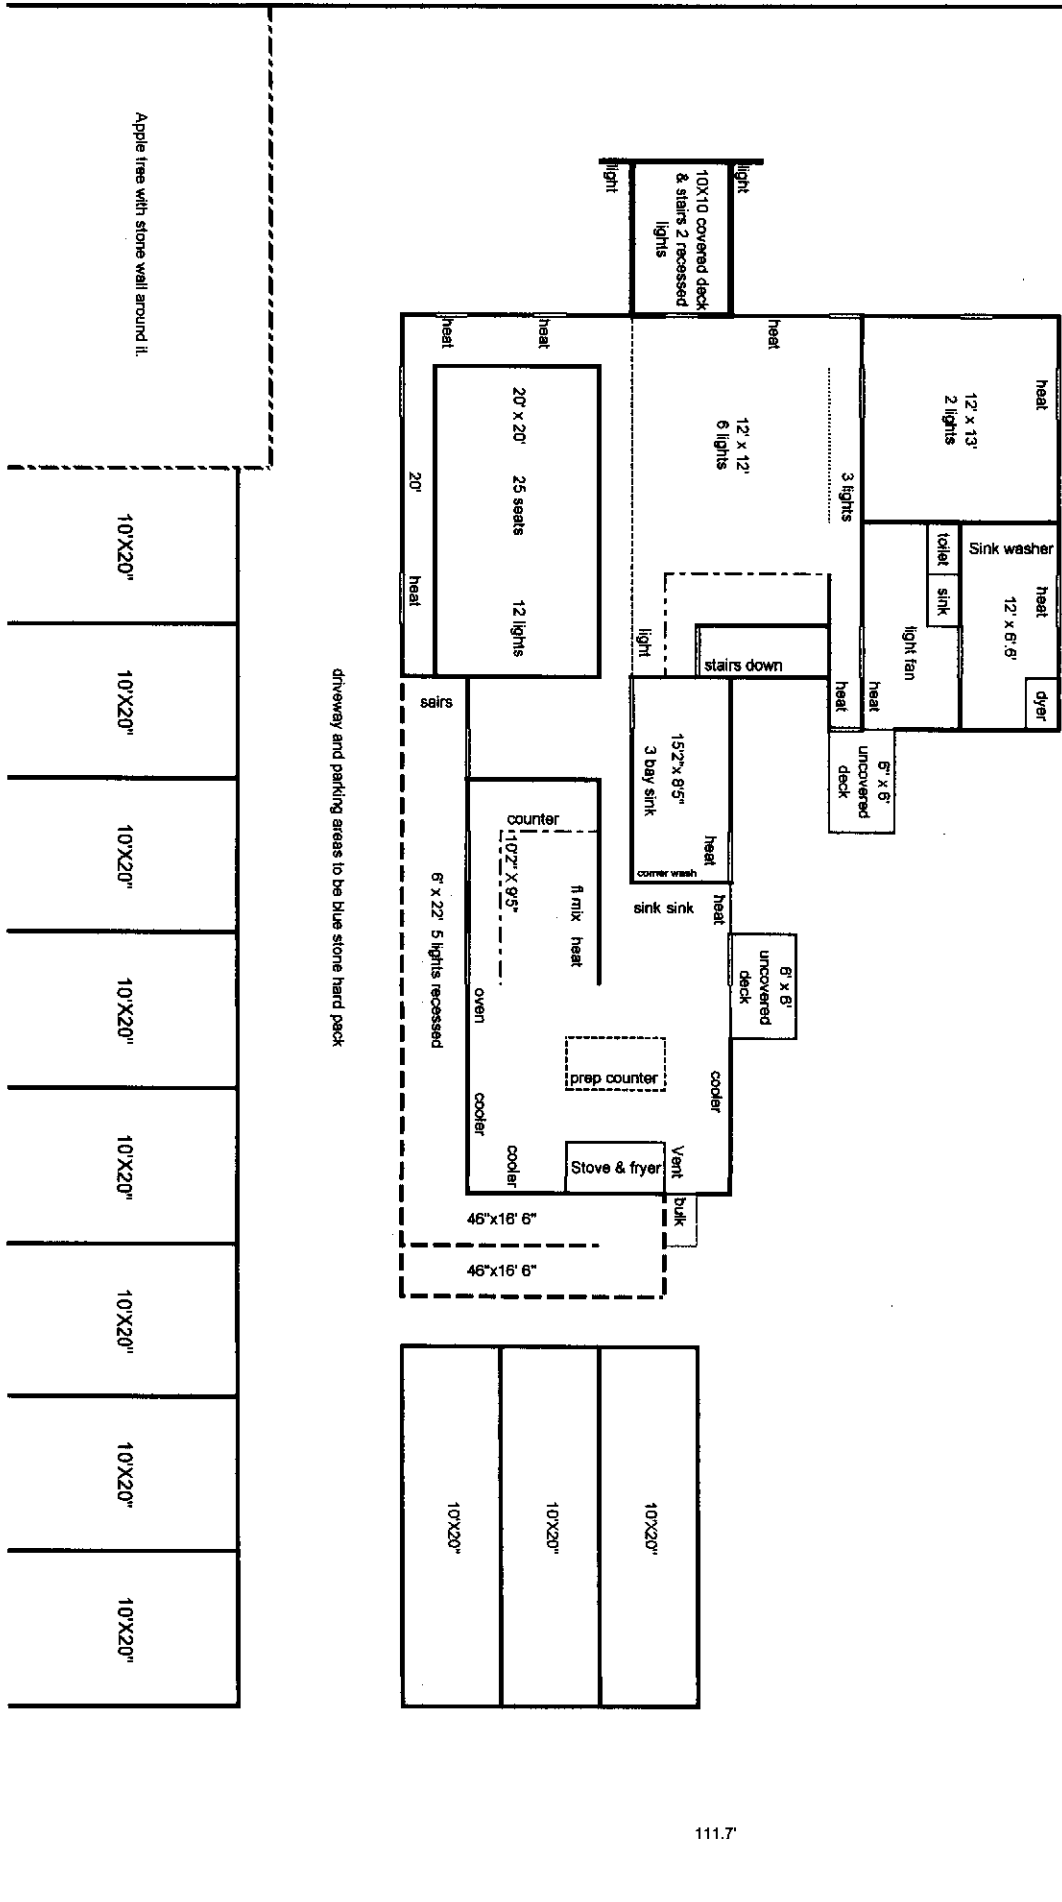 Apple tree with stone wall around it.
light
10X10 covered deck
& stairs 2 recessed
lights
light
heat
heat
heat
heat
20' x 20'
25 seats
12 lights
20'
heat
12' x 12'
6 lights
3 lights
12' x 13'
2 lights
toilet
sink
Sink washer
heat
12' x 6'.6'
light fan
dyer
light
stairs down
heat
heat
6" x 6'
uncovered
deck
sairs
15'2"x 8'5"
3 bay sink
heat
corner wash
sink sink
heat
counter
10'2" X 9'5"
fl mix
heat
6' x 22' 5 lights recessed
6' x 6'
uncovered
deck
oven
prep counter
cooler
cooler
cooler
Stove & fryer
Vent
bulk
46"x16' 6"
46"x16' 6"
driveway and parking areas to be blue stone hard pack
10'X20"
10'X20"
10'X20"
10'X20"
10'X20"
10'X20"
10'X20"
10'X20"
10'X20"
10'X20"
10'X20"
111.7'